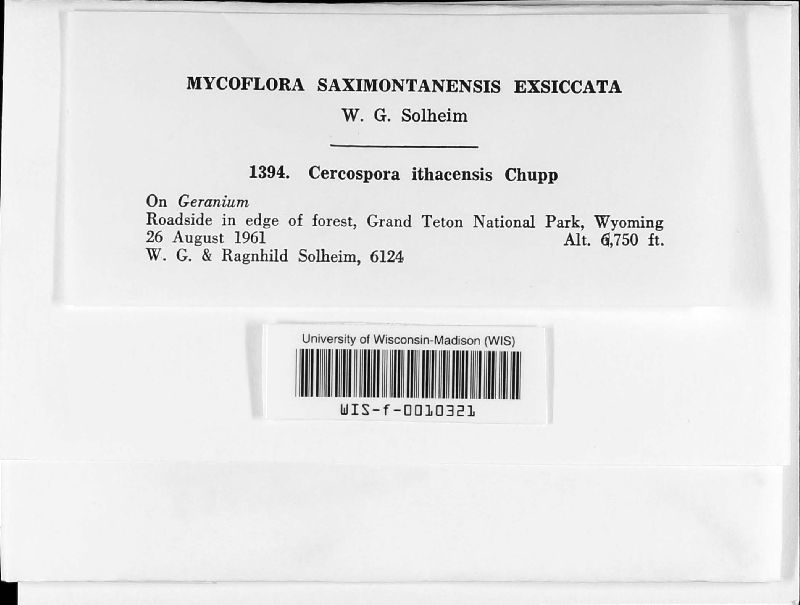 MYCOFLORA SAXIMONTANENSIS EXSICCATA
W. G. Solheim
1394. Cercospora ithacensis Chupp
On Geranium
Roadside in edge of forest, Grand Teton National Park, Wyoming
26 August 1961 Alt. 6,750 ft.
W. G. & Ragnhild Solheim, 6124
University of Wisconsin-Madison (WIS)
WIS-f-0010321